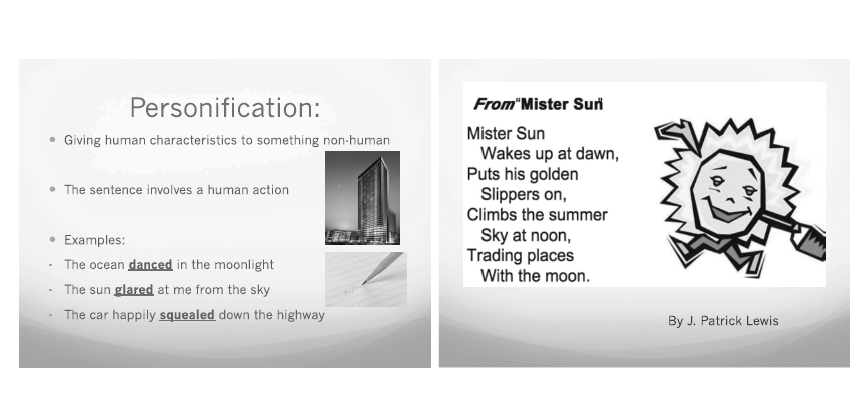 Personification:
Giving human characteristics to something non-human
The sentence involves a human action
Examples:
- The ocean danced in the moonlight
- The sun glared at me from the sky
- The car happily squealed down the highway
From "Mister Sun"
Mister Sun
Wakes up at dawn,
Puts his golden
Slippers on,
Climbs the summer
Sky at noon,
Trading places
With the moon.
By J. Patrick Lewis